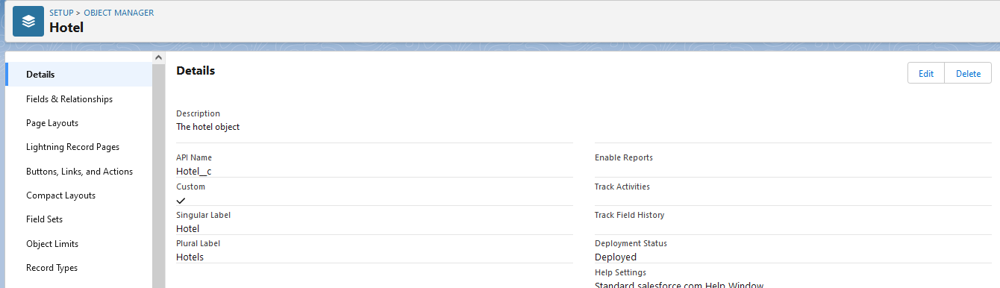 SETUP > OBJECT MANAGER
Hotel
Details
Fields & Relationships
Page Layouts
Lightning Record Pages
Buttons, Links, and Actions
Compact Layouts
Field Sets
Object Limits
Record Types
Details
Edit
Delete
Description
The hotel object
API Name
Hotel__c
Custom
Singular Label
Hotel
Plural Label
Hotels
Enable Reports
Track Activities
Track Field History
Deployment Status
Deployed
Help Settings
Standard salesforce.com Help Window